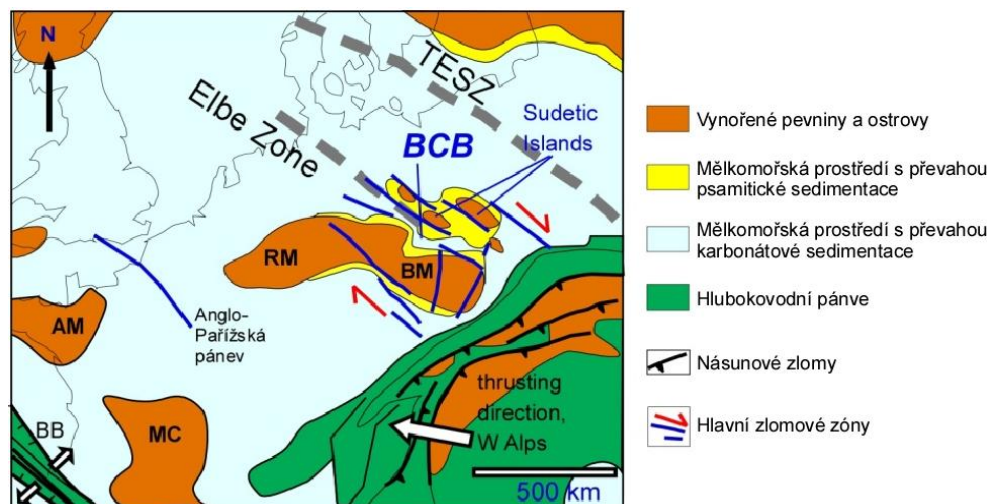 N
TESZ
Elbe Zone
Sudetic
Islands
BCB
RM
BM
AM
Anglo-
Pařížská
pánev
MC
BB
thrusting
direction,
W Alps
500 km
Vynořené pevniny a ostrovy
Mělkomořská prostředí s převahou
psamitické sedimentace
Mělkomořská prostředí s převahou
karbonátové sedimentace
Hlubokovodní pánve
Násunové zlomy
Hlavní zlomové zóny